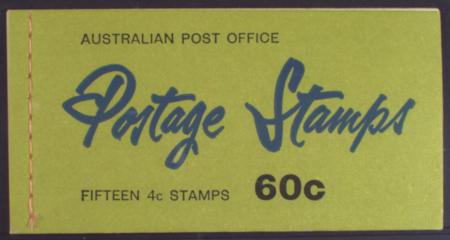 AUSTRALIAN POST OFFICE
Postage Stamps
FIFTEEN 4c STAMPS 60c